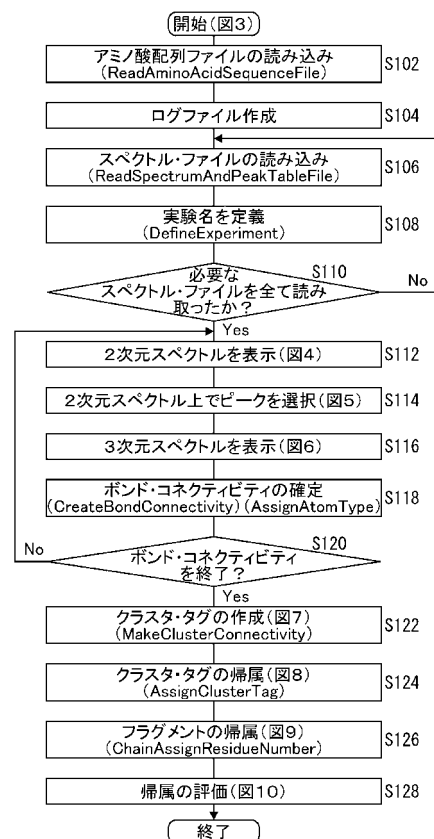 開始(図3)
アミノ酸配列ファイルの読み込み
(ReadAminoAcidSequenceFile)
S102
ログファイル作成
S104
スペクトル・ファイルの読み込み
(ReadSpectrumAndPeakTableFile)
S106
実験名を定義
(DefineExperiment)
S108
必要な
スペクトル・ファイルを全て読み
取ったか?
S110
No
Yes
2次元スペクトルを表示(図4)
S112
2次元スペクトル上でピークを選択(図5)
S114
3次元スペクトルを表示(図6)
S116
ボンド・コネクティビティの確定
(CreateBondConnectivity)(AssignAtomType)
S118
No
ボンド・コネクティビティ
を終了?
S120
Yes
クラスタ・タグの作成(図7)
(MakeClusterConnectivity)
S122
クラスタ・タグの帰属(図8)
(AssignClusterTag)
S124
フラグメントの帰属(図9)
(ChainAssignResidueNumber)
S126
帰属の評価(図10)
S128
終了